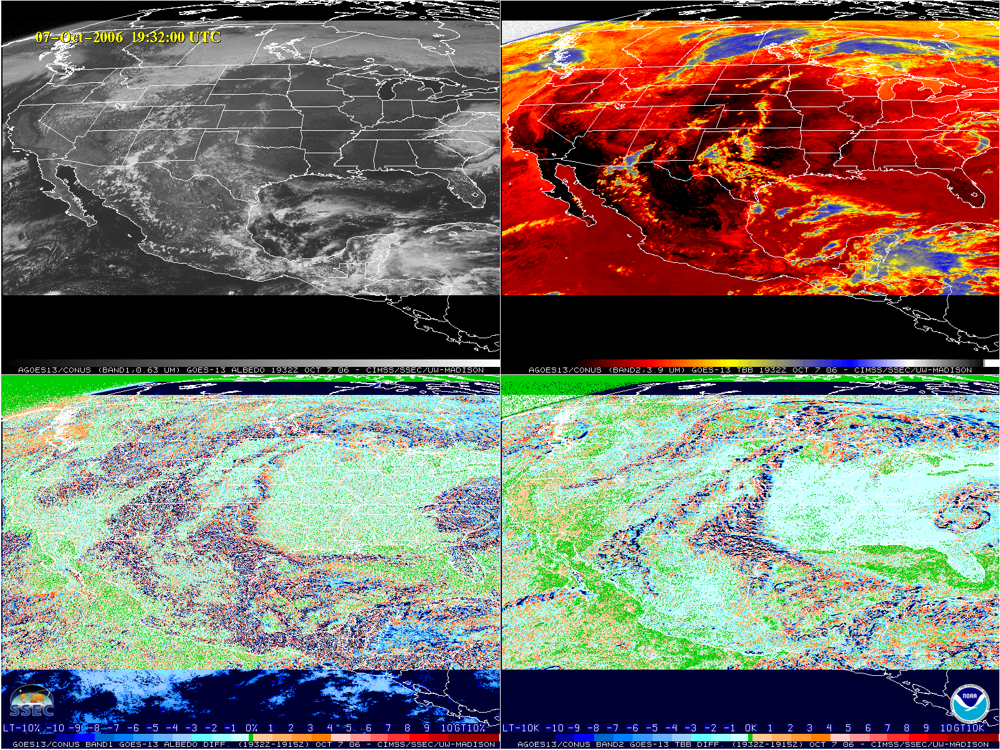 07-Oct-2006 19:32:00 UTC
AGOES13/CONUS (BAND1,0.63 UM) GOES-13 ALBEDO 1932Z OCT 7 06 - CIMSS/SSEC/UW-MADISON
AGOES13/CONUS (BAND2,3.9 UM) GOES-13 TBB 1932Z OCT 7 06 - CIMSS/SSEC/UW-MADISON
SSEC
LT-10% -10 -9 -8 -7 -6 -5 -4 -3 -2 -1 0% 1 2 3 4 5 6 7 8 9 10GT10%
GOES13/CONUS BAND1 GOES-13 ALBEDO DIFF. (1932Z-1915Z) OCT 7 06 - CIMSS/SSEC/UW-MADISON
NOAA
LT-10K -10 -9 -8 -7 -6 -5 -4 -3 -2 -1 0K 1 2 3 4 5 6 7 8 9 10GT10K
AGOES13/CONUS BAND2 GOES-13 TBB DIFF. (1932Z-1915Z) OCT 7 06 - CIMSS/SSEC/UW-MADISON